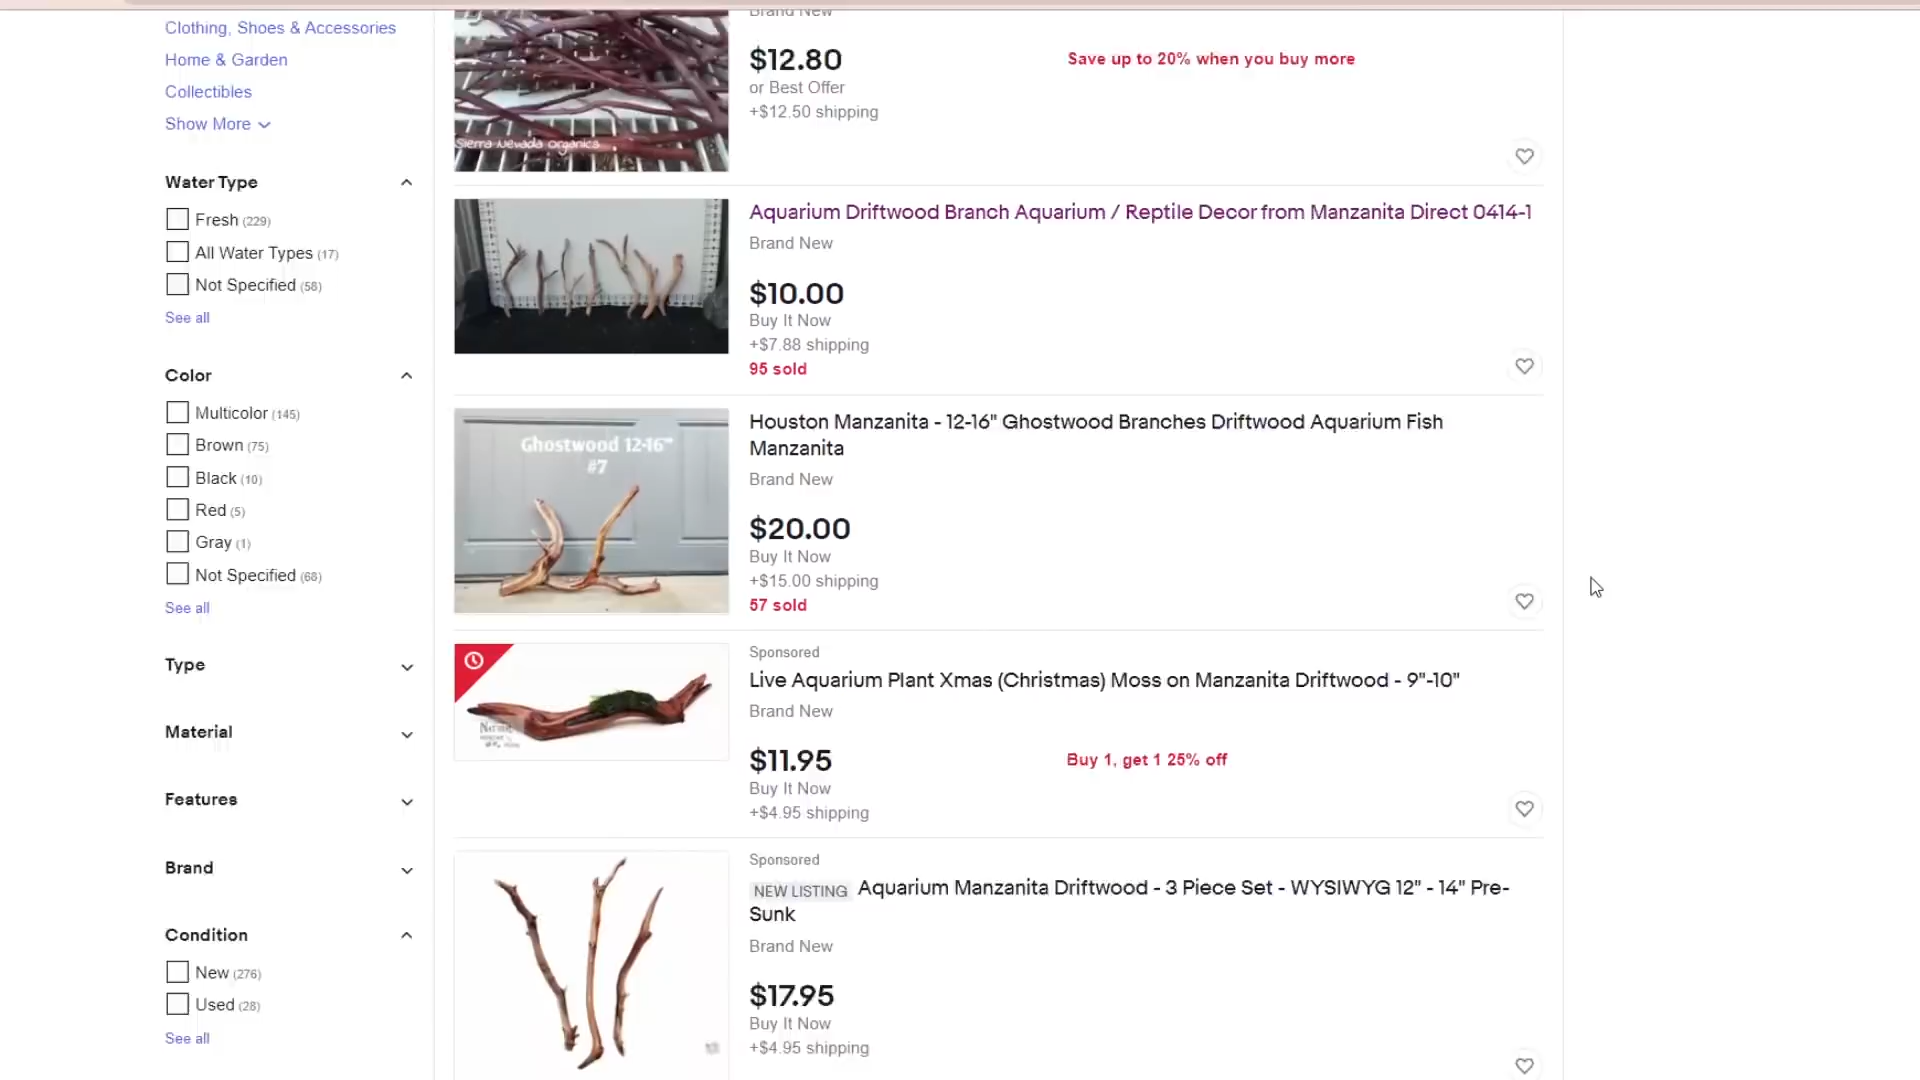 Clothing, Shoes & Accessories
Home & Garden
Collectibles
Show More
Water Type
Fresh (229)
All Water Types (17)
Not Specified (58)
See all
Color
Multicolor (145)
Brown (75)
Black (10)
Red (5)
Gray (1)
Not Specified (68)
See all
Type
Material
Features
Brand
Condition
New (276)
Used (28)
See all
Brand New
$12.80
or Best Offer
+$12.50 shipping
Save up to 20% when you buy more
Sierra Nevada Organics
Aquarium Driftwood Branch Aquarium / Reptile Decor from Manzanita Direct 0414-1
Brand New
$10.00
Buy It Now
+$7.88 shipping
95 sold
Ghostwood 12-16"
#7
Houston Manzanita - 12-16" Ghostwood Branches Driftwood Aquarium Fish
Manzanita
Brand New
$20.00
Buy It Now
+$15.00 shipping
57 sold
Sponsored
Live Aquarium Plant Xmas (Christmas) Moss on Manzanita Driftwood - 9"-10"
Brand New
$11.95
Buy It Now
+$4.95 shipping
Buy 1, get 1 25% off
Sponsored
NEW LISTING Aquarium Manzanita Driftwood - 3 Piece Set - WYSIWYG 12" - 14" Pre-
Sunk
Brand New
$17.95
Buy It Now
+$4.95 shipping